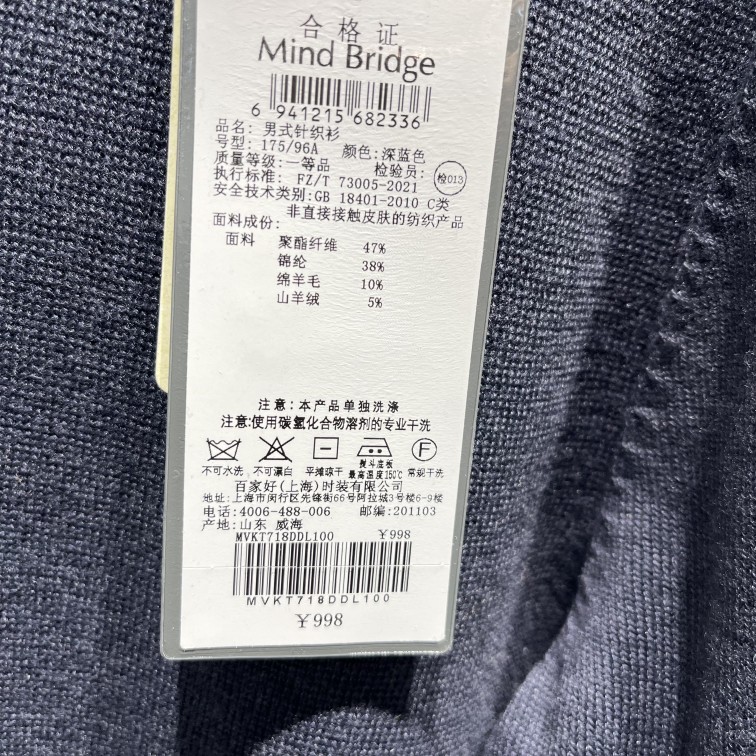 合格证
Mind Bridge
6 941215 682336
品名: 男式针织衫
号型: 175/96A 颜色:深蓝色
质量等级:一等品 检验员: 检013
执行标准: FZ/T 73005-2021
安全技术类别:GB 18401-2010 C类
非直接接触皮肤的纺织产品
面料成份:
面料 聚酯纤维 47%
锦纶 38%
绵羊毛 10%
山羊绒 5%
注意:本产品单独洗涤
注意:使用碳氢化合物溶剂的专业干洗
F
熨斗底板
不可水洗、不可漂白 平摊晾干 最高温度150℃ 常规干洗
百家好(上海)时装有限公司
地址:上海市闵行区先锋街66号阿拉城3号楼6-9楼
电话:4006-488-006 邮编:201103
产地:山东 威海
MVKT718DDL100 ¥998
MVKT718DDL100
¥998